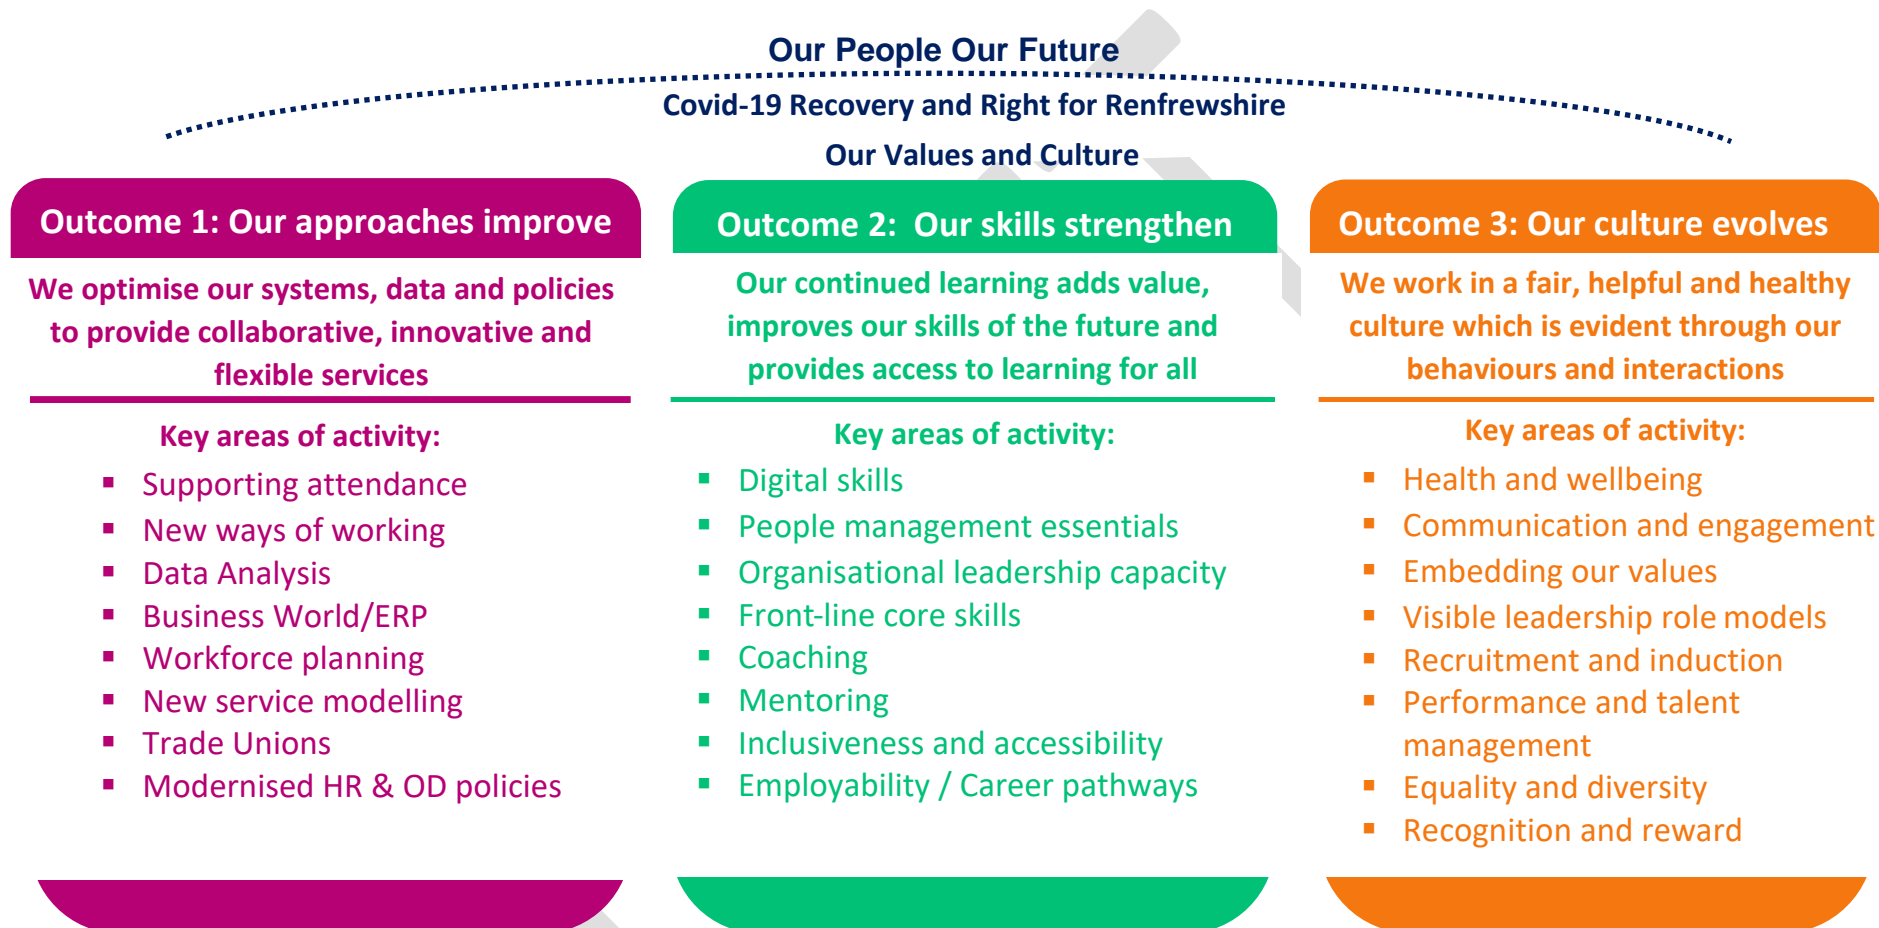 Our People Our Future
Covid-19 Recovery and Right for Renfrewshire
Our Values and Culture
Outcome 1: Our approaches improve
We optimise our systems, data and policies
to provide collaborative, innovative and
flexible services
Key areas of activity:
▪ Supporting attendance
▪ New ways of working
▪ Data Analysis
▪ Business World/ERP
▪ Workforce planning
▪ New service modelling
▪ Trade Unions
▪ Modernised HR & OD policies
Outcome 2: Our skills strengthen
Our continued learning adds value,
improves our skills of the future and
provides access to learning for all
Key areas of activity:
▪ Digital skills
▪ People management essentials
▪ Organisational leadership capacity
▪ Front-line core skills
▪ Coaching
▪ Mentoring
▪ Inclusiveness and accessibility
▪ Employability / Career pathways
Outcome 3: Our culture evolves
We work in a fair, helpful and healthy
culture which is evident through our
behaviours and interactions
Key areas of activity:
▪ Health and wellbeing
▪ Communication and engagement
▪ Embedding our values
▪ Visible leadership role models
▪ Recruitment and induction
▪ Performance and talent
management
▪ Equality and diversity
▪ Recognition and reward